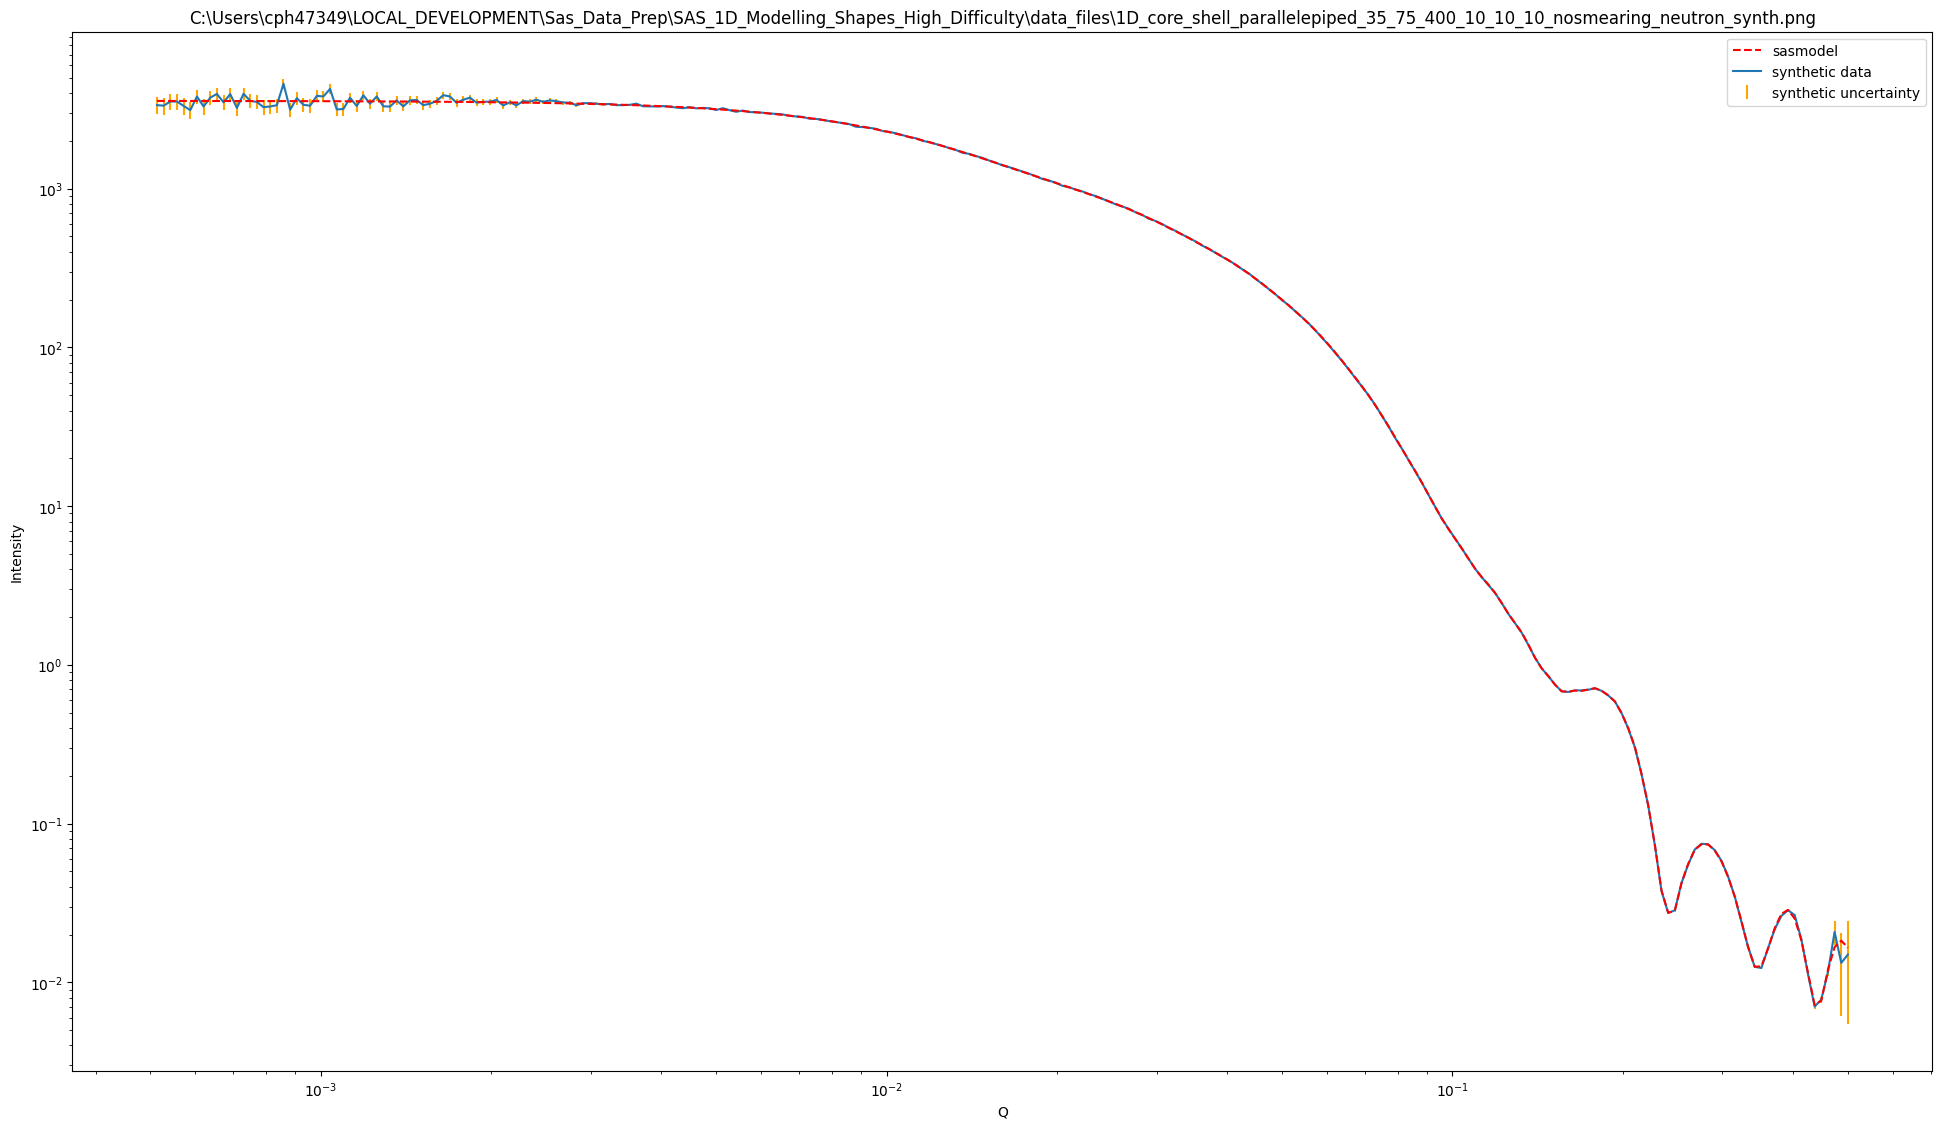 C:\Users\cph47349\LOCAL_DEVELOPMENT\Sas_Data_Prep\SAS_1D_Modelling_Shapes_High_Difficulty\data_files\1D_core_shell_parallelepiped_35_75_400_10_10_10_nosmearing_neutron_synth.png
sasmodel
synthetic data
synthetic uncertainty
Intensity
10³
10²
10¹
10⁰
10⁻¹
10⁻²
10⁻³ 10⁻² 10⁻¹
Q